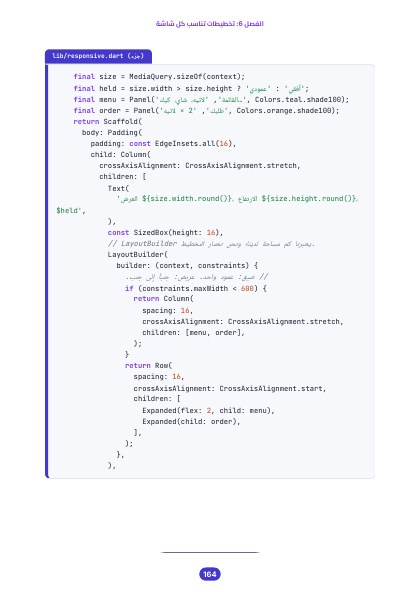 الفصل 6: تخطيطات تناسب كل شاشة
lib/responsive.dart (جزء)
final size = MediaQuery.sizeOf(context);
final held = size.width > size.height ? 'أفقي' : 'عمودي';
final menu = Panel('القائمة', 'لاتيه، شاي، كيك', Colors.teal.shade100);
final order = Panel('طلبك', '2 × لاتيه', Colors.orange.shade100);
return Scaffold(
body: Padding(
padding: const EdgeInsets.all(16),
child: Column(
crossAxisAlignment: CrossAxisAlignment.stretch,
children: [
Text(
'العرض ${size.width.round()}، الارتفاع ${size.height.round()}،
$held',
),
const SizedBox(height: 16),
// LayoutBuilder يخبرنا كم مساحة لدينا، ونحن نختار التخطيط.
LayoutBuilder(
builder: (context, constraints) {
// ضيق: عمود واحد. عريض: جنبًا إلى جنب.
if (constraints.maxWidth < 600) {
return Column(
spacing: 16,
crossAxisAlignment: CrossAxisAlignment.stretch,
children: [menu, order],
);
}
return Row(
spacing: 16,
crossAxisAlignment: CrossAxisAlignment.start,
children: [
Expanded(flex: 2, child: menu),
Expanded(child: order),
],
);
},
),
164